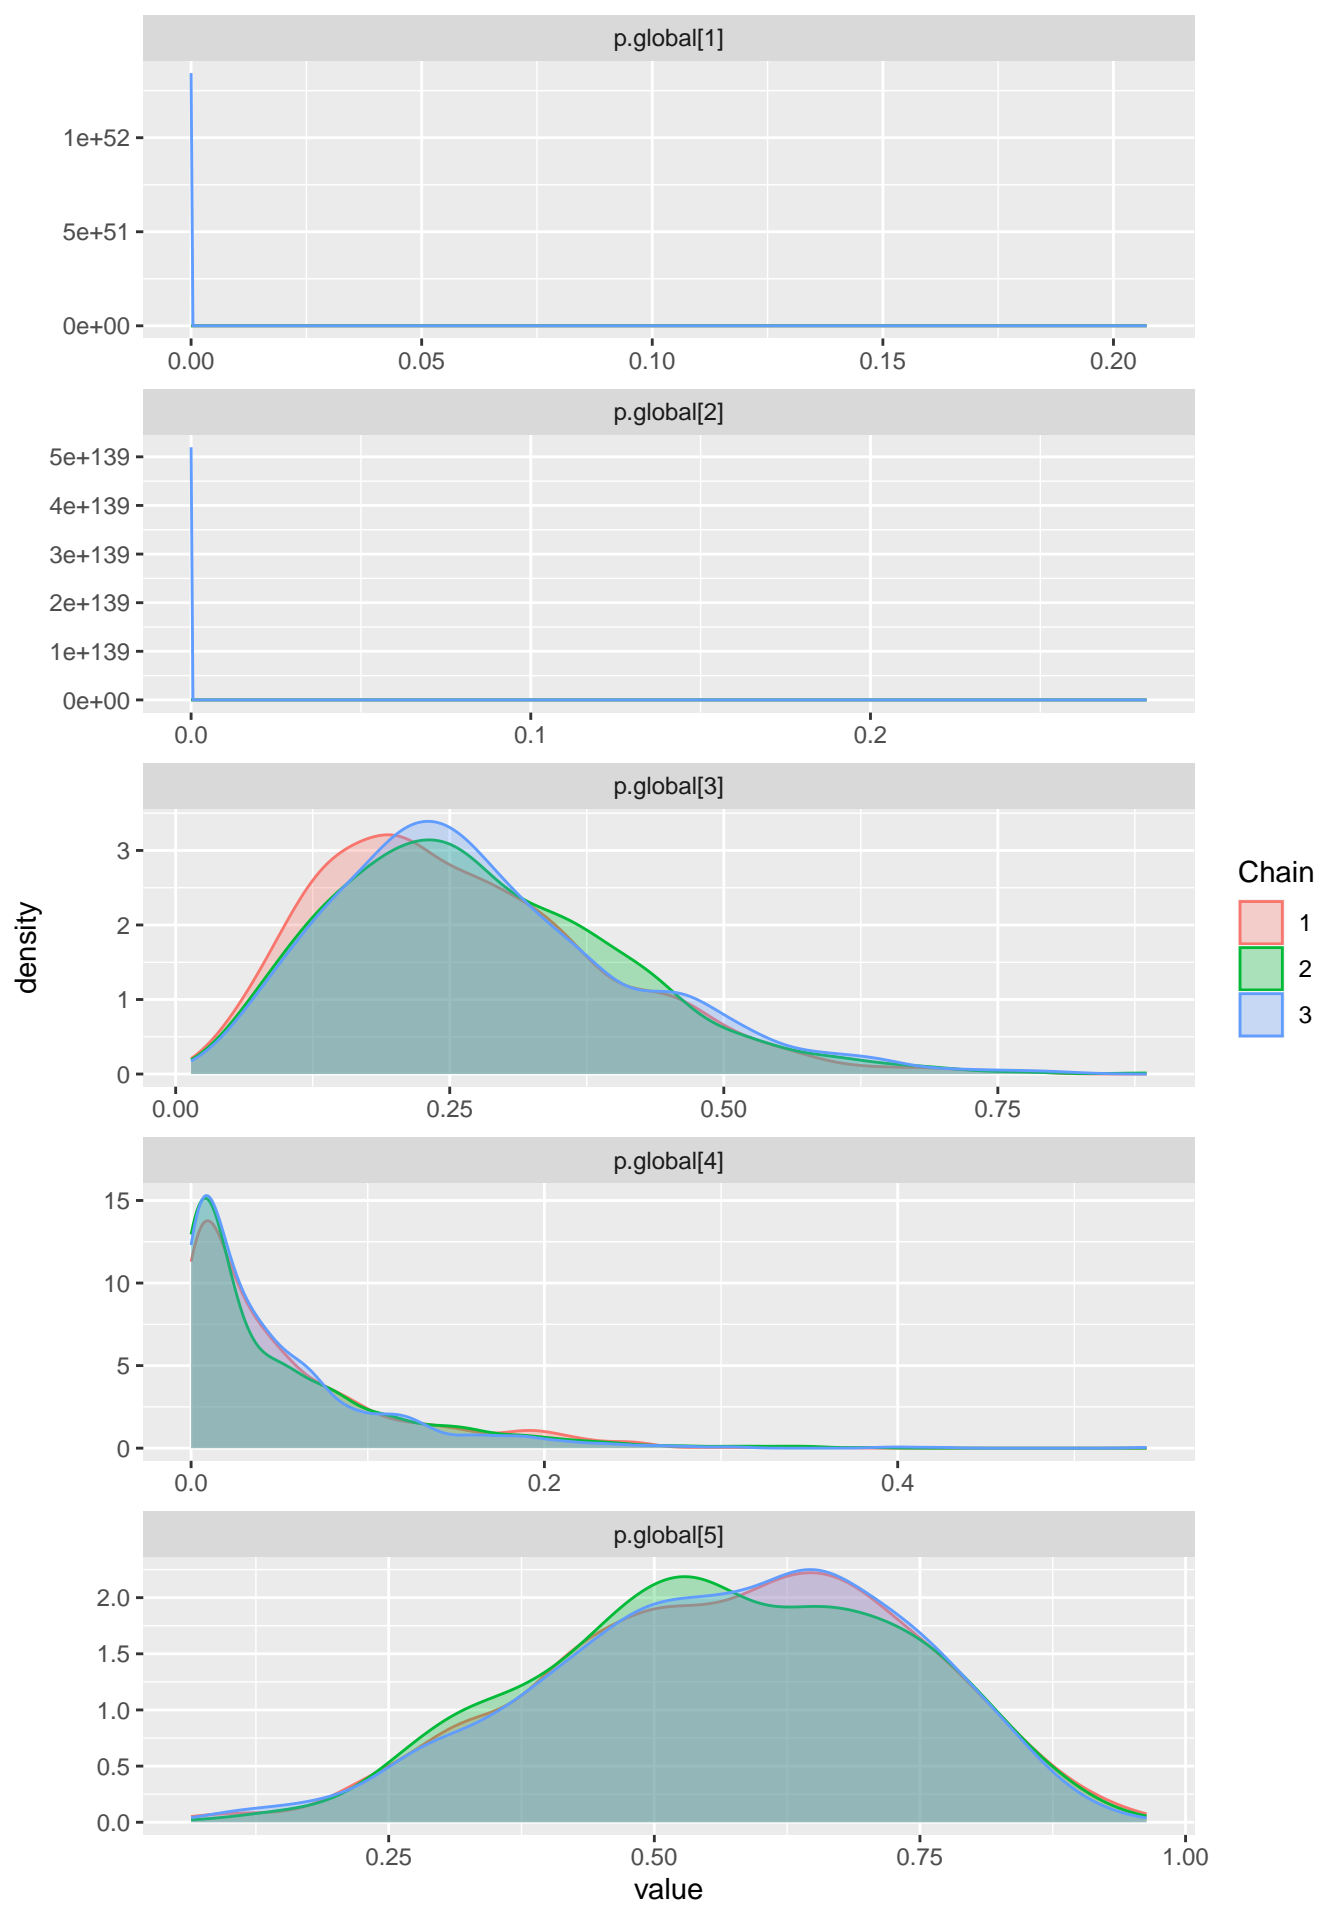 p.global[1]
1e+52
5e+51
0e+00
0.00 0.05 0.10 0.15 0.20
p.global[2]
5e+139
4e+139
3e+139
2e+139
1e+139
0e+00
0.0 0.1 0.2
p.global[3]
3
2
1
0
0.00 0.25 0.50 0.75
p.global[4]
15
10
5
0
0.0 0.2 0.4
p.global[5]
2.0
1.5
1.0
0.5
0.0
0.25 0.50 0.75 1.00
value
density
Chain
1
2
3